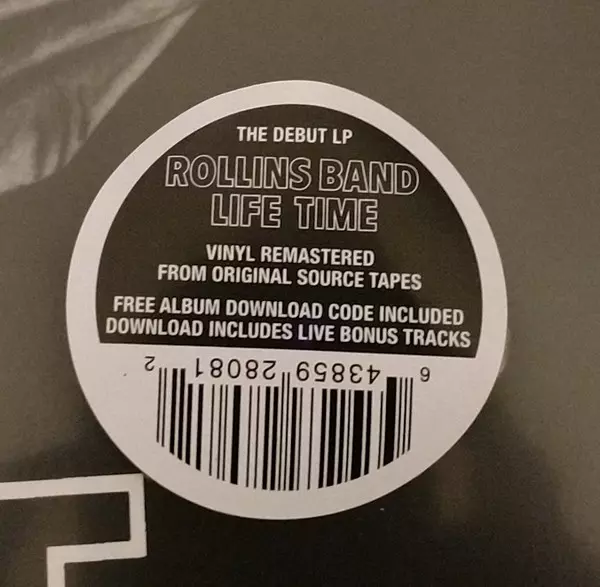 THE DEBUT LP
ROLLINS BAND
LIFE TIME
VINYL REMASTERED
FROM ORIGINAL SOURCE TAPES
FREE ALBUM DOWNLOAD CODE INCLUDED
DOWNLOAD INCLUDES LIVE BONUS TRACKS
6 43859 28081 2